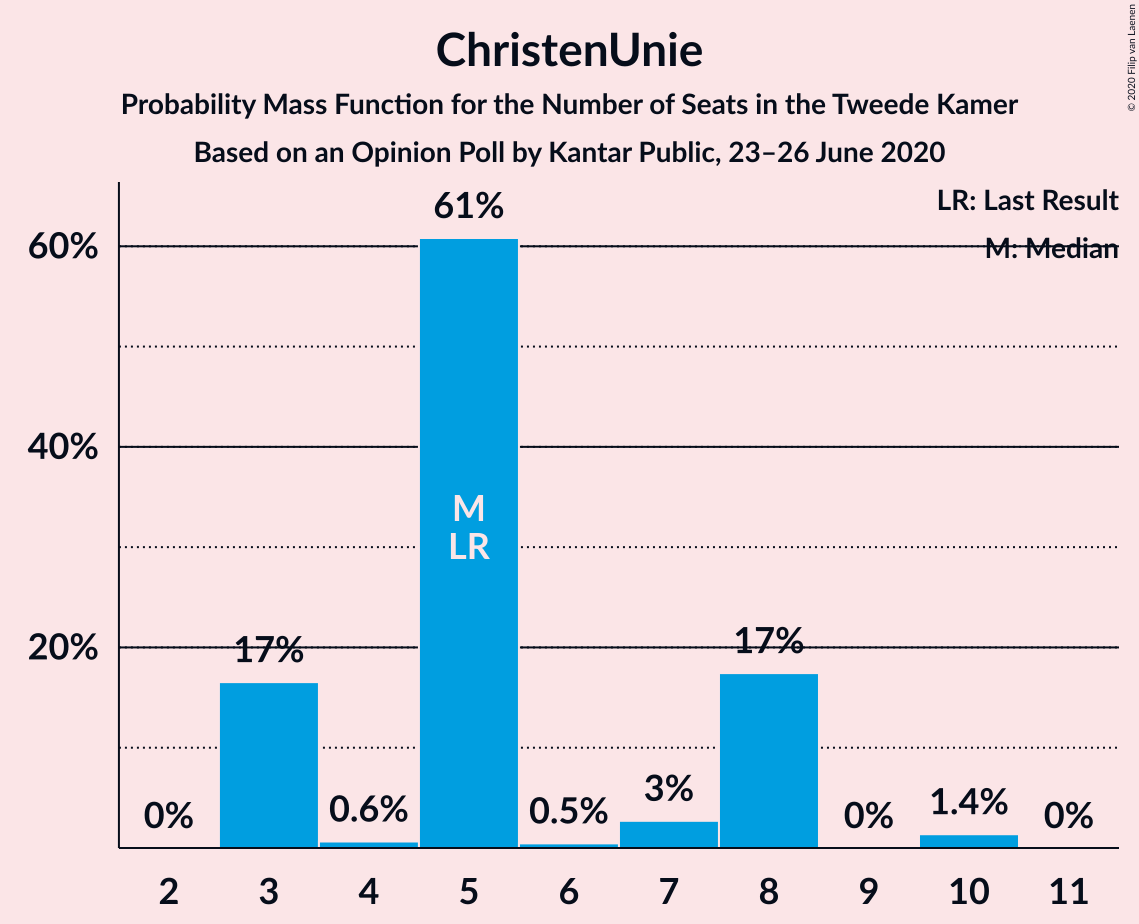 ChristenUnie
Probability Mass Function for the Number of Seats in the Tweede Kamer
Based on an Opinion Poll by Kantar Public, 23–26 June 2020
© 2020 Filip van Laenen
LR: Last Result
M: Median
60%
40%
20%
0%
17%
0.6%
61%
M
LR
0.5%
3%
17%
0%
1.4%
0%
2 3 4 5 6 7 8 9 10 11